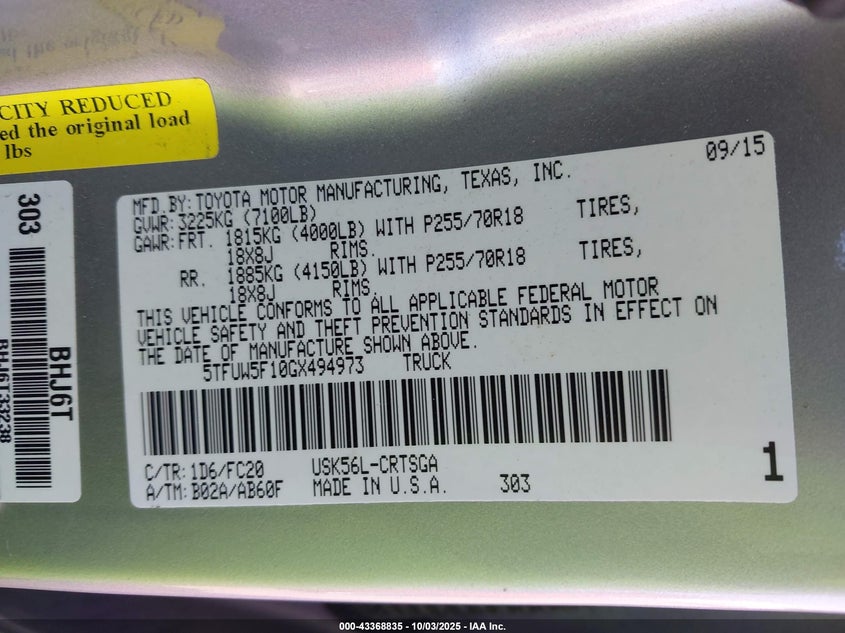 CITY REDUCED
ed the original load
lbs
303
BHJ6T
BHJ6T33238
09/15
MFD.BY:TOYOTA MOTOR MANUFACTURING, TEXAS, INC.
GVWR:3225KG (7100LB)
GAWR:FRT. 1815KG (4000LB) WITH P255/70R18 TIRES,
18X8J RIMS.
RR. 1885KG (4150LB) WITH P255/70R18 TIRES,
18X8J RIMS.
THIS VEHICLE CONFORMS TO ALL APPLICABLE FEDERAL MOTOR
VEHICLE SAFETY AND THEFT PREVENTION STANDARDS IN EFFECT ON
THE DATE OF MANUFACTURE SHOWN ABOVE.
5TFUW5F10GX494973 TRUCK
C/TR:1D6/FC20 USK56L-CRTSGA
A/TM:B02A/AB60F MADE IN U.S.A. 303
1
000-43368835 - 10/03/2025 - IAA Inc.